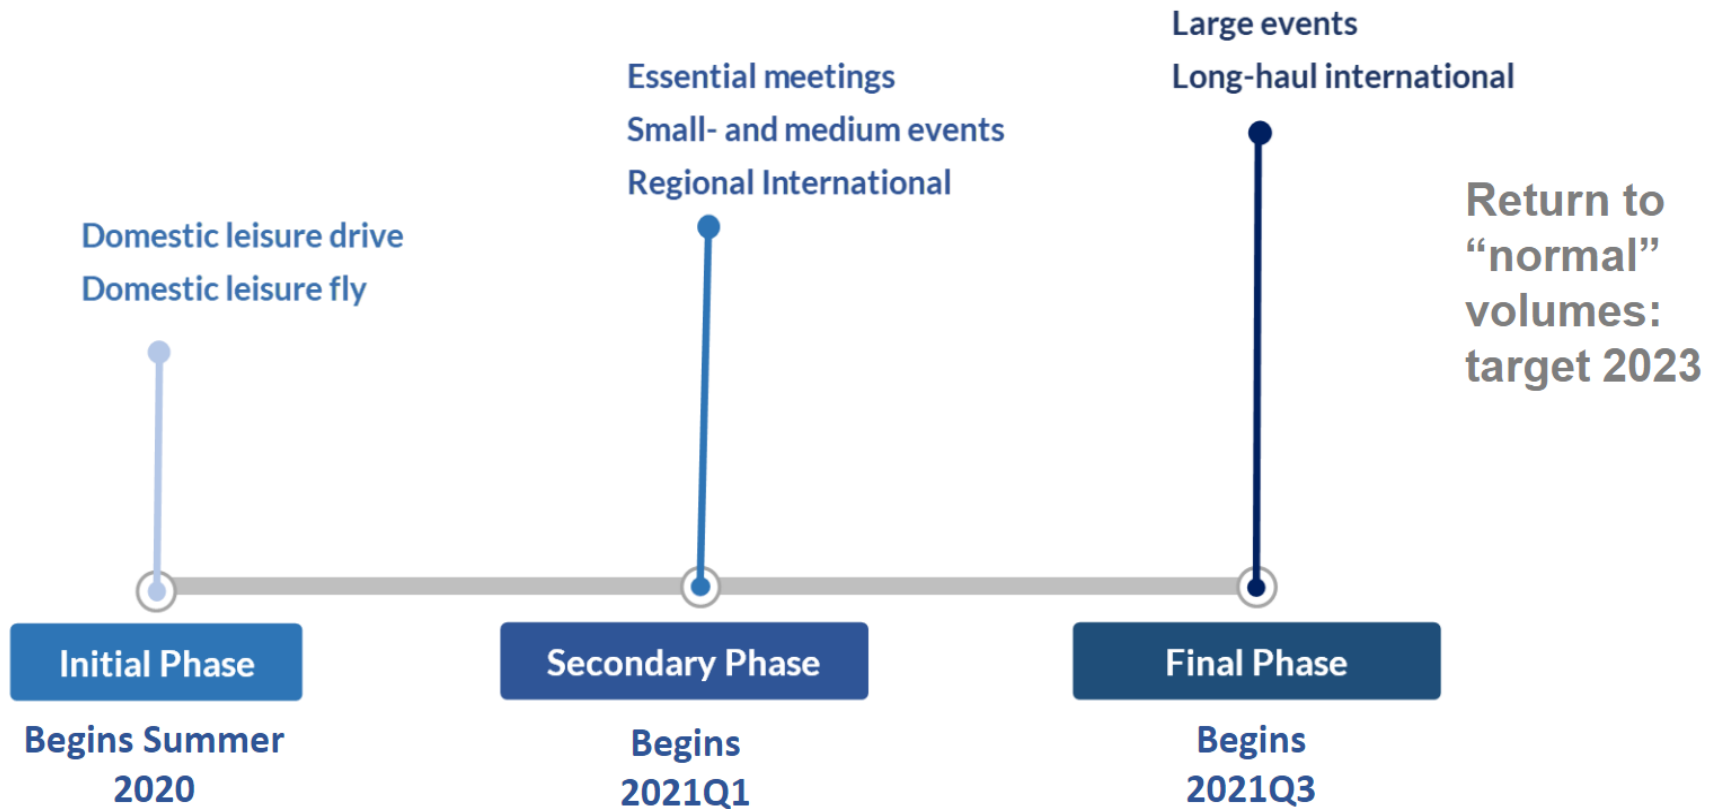 Domestic leisure drive
Domestic leisure fly
Essential meetings
Small- and medium events
Regional International
Large events
Long-haul international
Return to
“normal”
volumes:
target 2023
Initial Phase
Begins Summer
2020
Secondary Phase
Begins
2021Q1
Final Phase
Begins
2021Q3